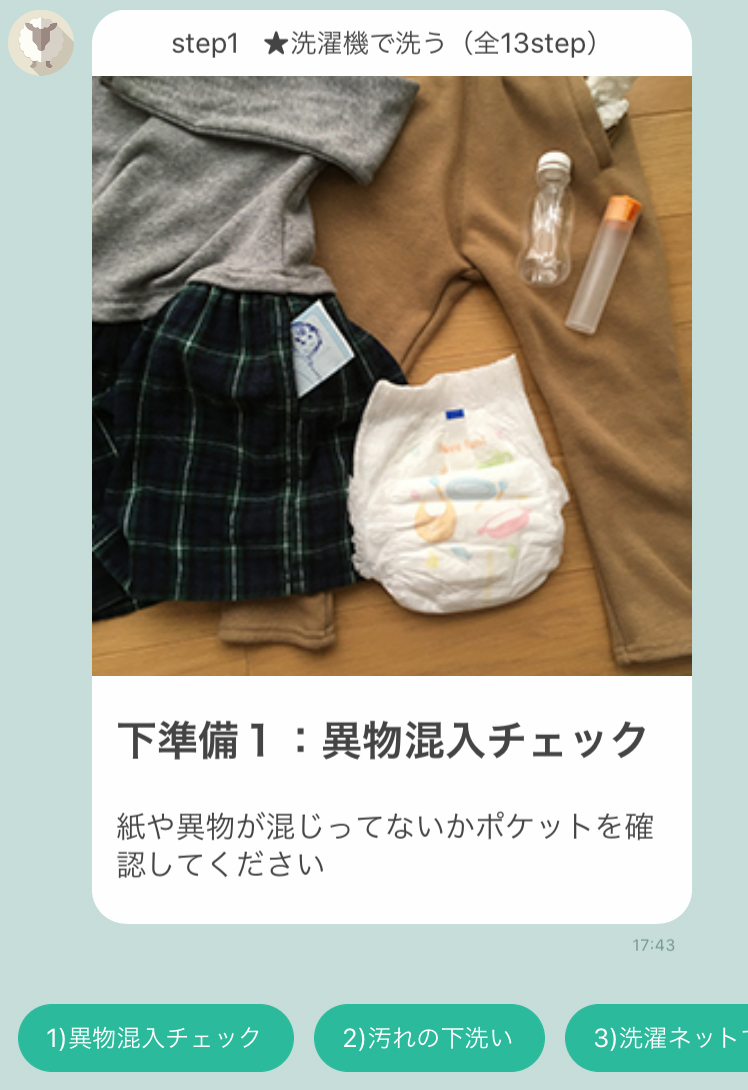 step1 ★洗濯機で洗う（全13step）
下準備１：異物混入チェック
紙や異物が混じってないかポケットを確
認してください
17:43
1)異物混入チェック
2)汚れの下洗い
3)洗濯ネット